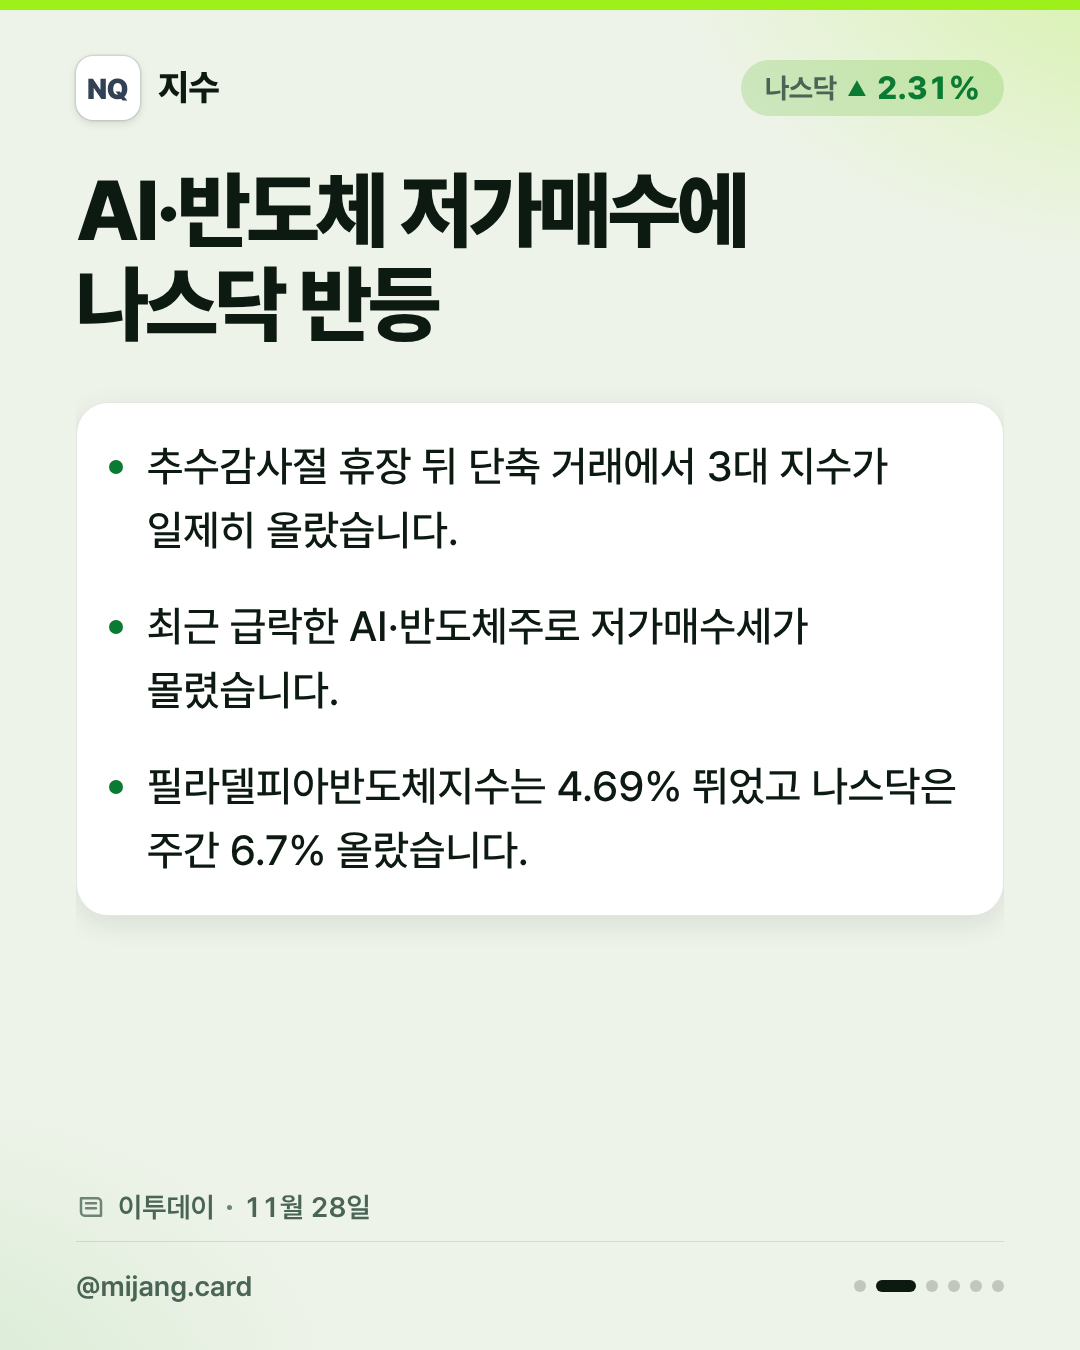 NQ 지수
나스닥 ▲ 2.31%
AI·반도체 저가매수에
나스닥 반등
• 추수감사절 휴장 뒤 단축 거래에서 3대 지수가
일제히 올랐습니다.
• 최근 급락한 AI·반도체주로 저가매수세가
몰렸습니다.
• 필라델피아반도체지수는 4.69% 뛰었고 나스닥은
주간 6.7% 올랐습니다.
이투데이 · 11월 28일
@mijang.card